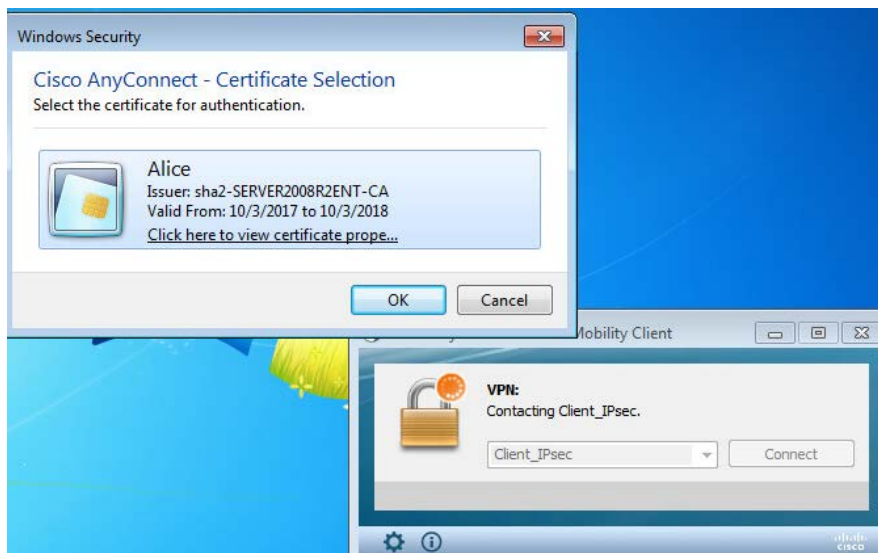 Windows Security
Cisco AnyConnect - Certificate Selection
Select the certificate for authentication.
Alice
Issuer: sha2-SERVER2008R2ENT-CA
Valid From: 10/3/2017 to 10/3/2018
Click here to view certificate prope...
OK Cancel
Mobility Client
VPN:
Contacting Client_IPsec.
Client_IPsec Connect
cisco